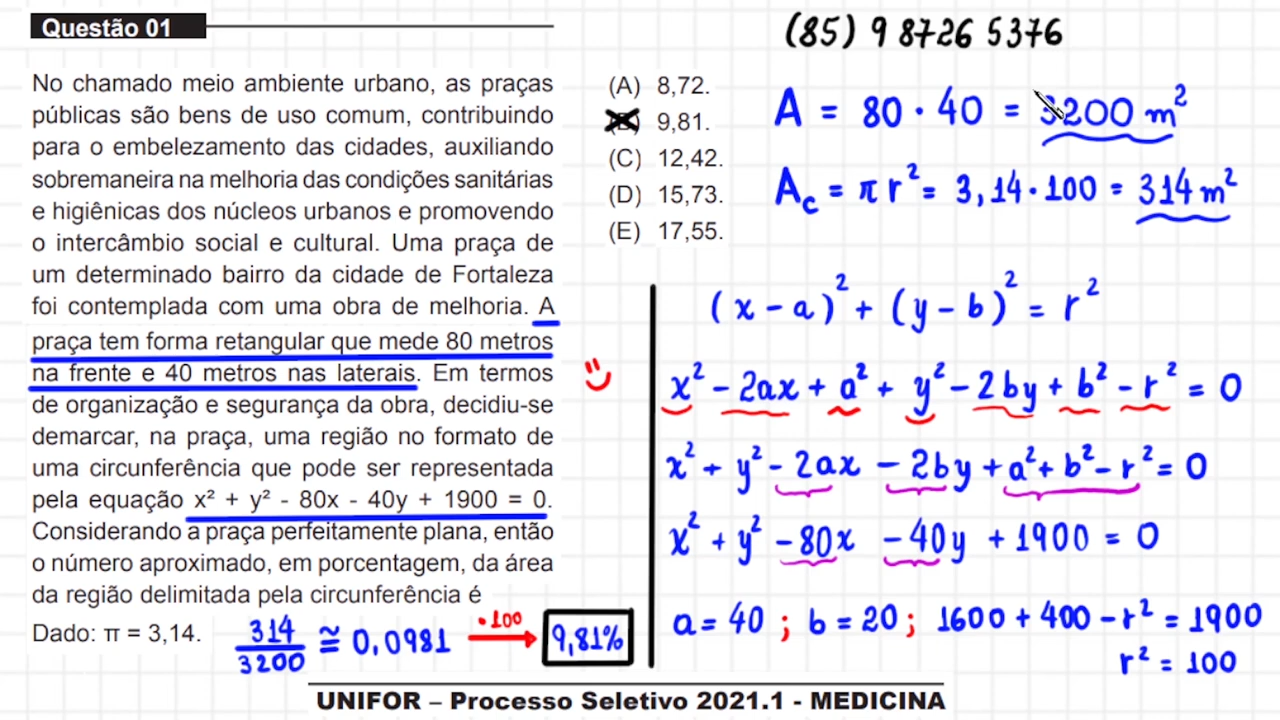 Questão 01
No chamado meio ambiente urbano, as praças
públicas são bens de uso comum, contribuindo
para o embelezamento das cidades, auxiliando
sobremaneira na melhoria das condições sanitárias
e higiênicas dos núcleos urbanos e promovendo
o intercâmbio social e cultural. Uma praça de
um determinado bairro da cidade de Fortaleza
foi contemplada com uma obra de melhoria. A
praça tem forma retangular que mede 80 metros
na frente e 40 metros nas laterais. Em termos
de organização e segurança da obra, decidiu-se
demarcar, na praça, uma região no formato de
uma circunferência que pode ser representada
pela equação x² + y² - 80x - 40y + 1900 = 0.
Considerando a praça perfeitamente plana, então
o número aproximado, em porcentagem, da área
da região delimitada pela circunferência é
Dado: π = 3,14.
314/3200 ≅ 0,0981 ·100 → 9,81%
(A) 8,72.
(B) 9,81.
(C) 12,42.
(D) 15,73.
(E) 17,55.
(85) 9 8726 5376
A = 80 · 40 = 3200 m²
Ac = π r² = 3,14 · 100 = 314 m²
(x - a)² + (y - b)² = r²
x² - 2ax + a² + y² - 2by + b² - r² = 0
x² + y² - 2ax - 2by + a² + b² - r² = 0
x² + y² - 80x - 40y + 1900 = 0
a = 40 ; b = 20 ; 1600 + 400 - r² = 1900
r² = 100
UNIFOR – Processo Seletivo 2021.1 - MEDICINA